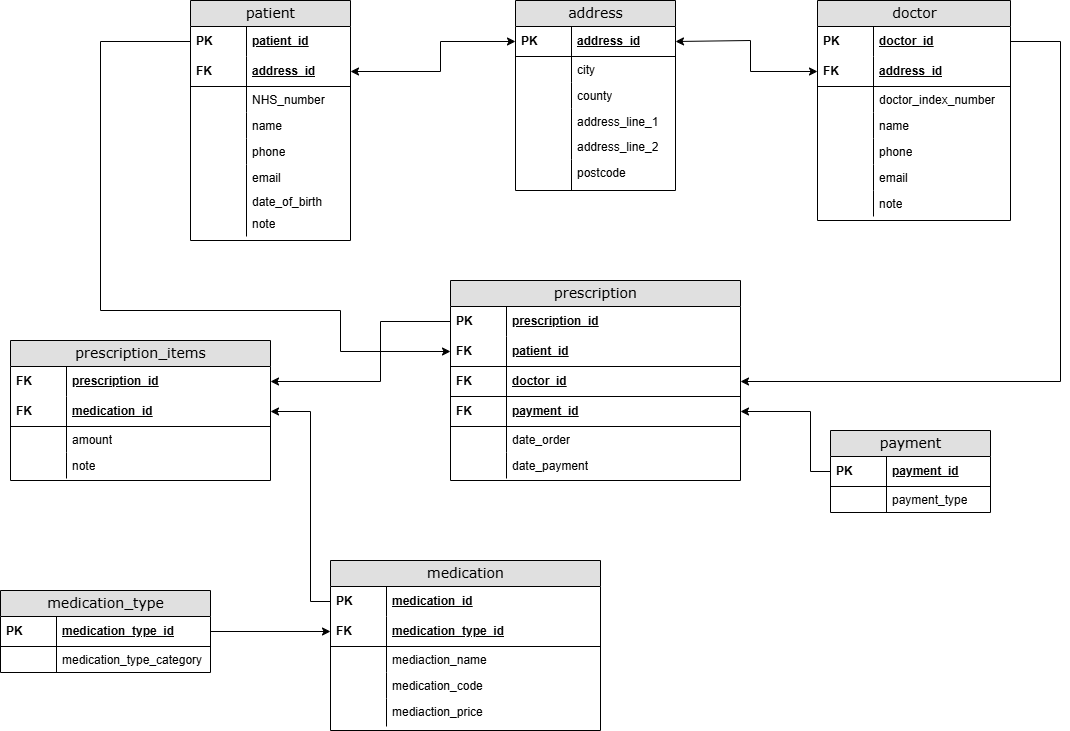 patient
PK patient_id
FK address_id
NHS_number
name
phone
email
date_of_birth
note
address
PK address_id
city
county
address_line_1
address_line_2
postcode
doctor
PK doctor_id
FK address_id
doctor_index_number
name
phone
email
note
prescription
PK prescription_id
FK patient_id
FK doctor_id
FK payment_id
date_order
date_payment
prescription_items
FK prescription_id
FK medication_id
amount
note
payment
PK payment_id
payment_type
medication
PK medication_id
FK medication_type_id
mediaction_name
medication_code
mediaction_price
medication_type
PK medication_type_id
medication_type_category